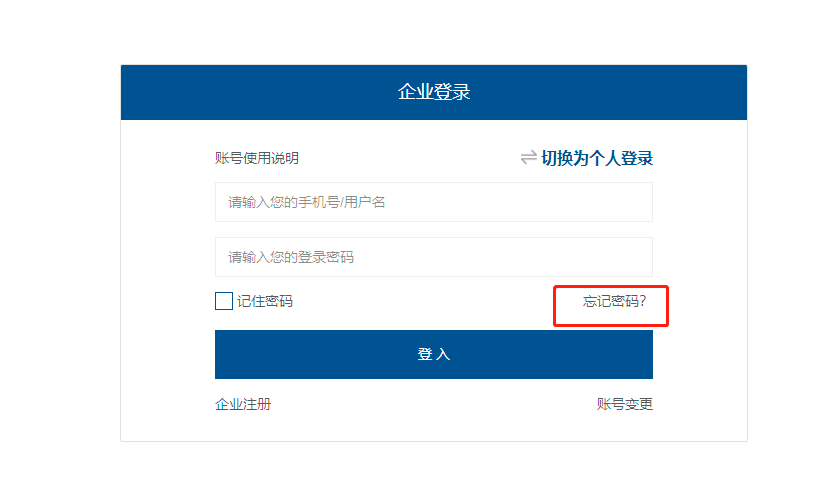 企业登录
账号使用说明
切换为个人登录
请输入您的手机号/用户名
请输入您的登录密码
记住密码
忘记密码？
登 入
企业注册
账号变更